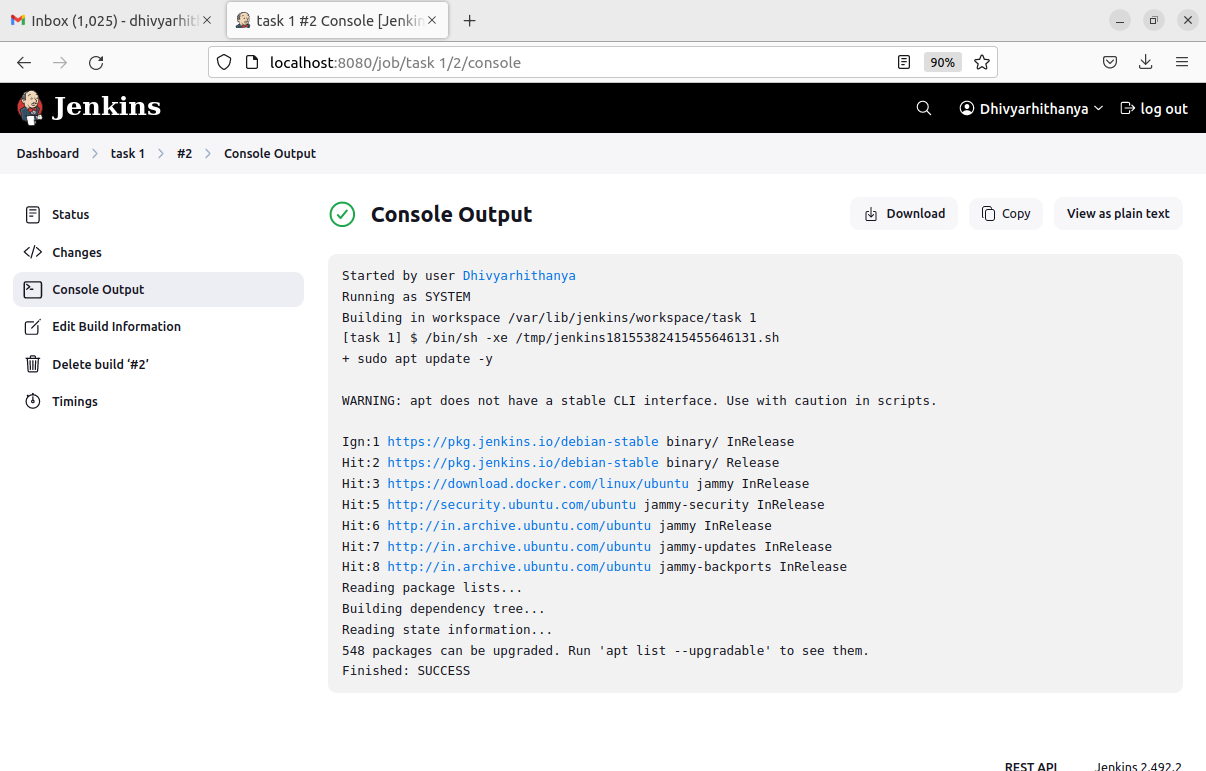 Inbox (1,025) - dhivyarhit
task 1 #2 Console [Jenkin
localhost:8080/job/task 1/2/console
90%
Jenkins
Dhivyarhithanya
log out
Dashboard
task 1
#2
Console Output
Status
Changes
Console Output
Edit Build Information
Delete build ‘#2’
Timings
Console Output
Download
Copy
View as plain text
Started by user Dhivyarhithanya
Running as SYSTEM
Building in workspace /var/lib/jenkins/workspace/task 1
[task 1] $ /bin/sh -xe /tmp/jenkins18155382415455646131.sh
+ sudo apt update -y
WARNING: apt does not have a stable CLI interface. Use with caution in scripts.
Ign:1 https://pkg.jenkins.io/debian-stable binary/ InRelease
Hit:2 https://pkg.jenkins.io/debian-stable binary/ Release
Hit:3 https://download.docker.com/linux/ubuntu jammy InRelease
Hit:5 http://security.ubuntu.com/ubuntu jammy-security InRelease
Hit:6 http://in.archive.ubuntu.com/ubuntu jammy InRelease
Hit:7 http://in.archive.ubuntu.com/ubuntu jammy-updates InRelease
Hit:8 http://in.archive.ubuntu.com/ubuntu jammy-backports InRelease
Reading package lists...
Building dependency tree...
Reading state information...
548 packages can be upgraded. Run 'apt list --upgradable' to see them.
Finished: SUCCESS
REST API
Jenkins 2.492.2